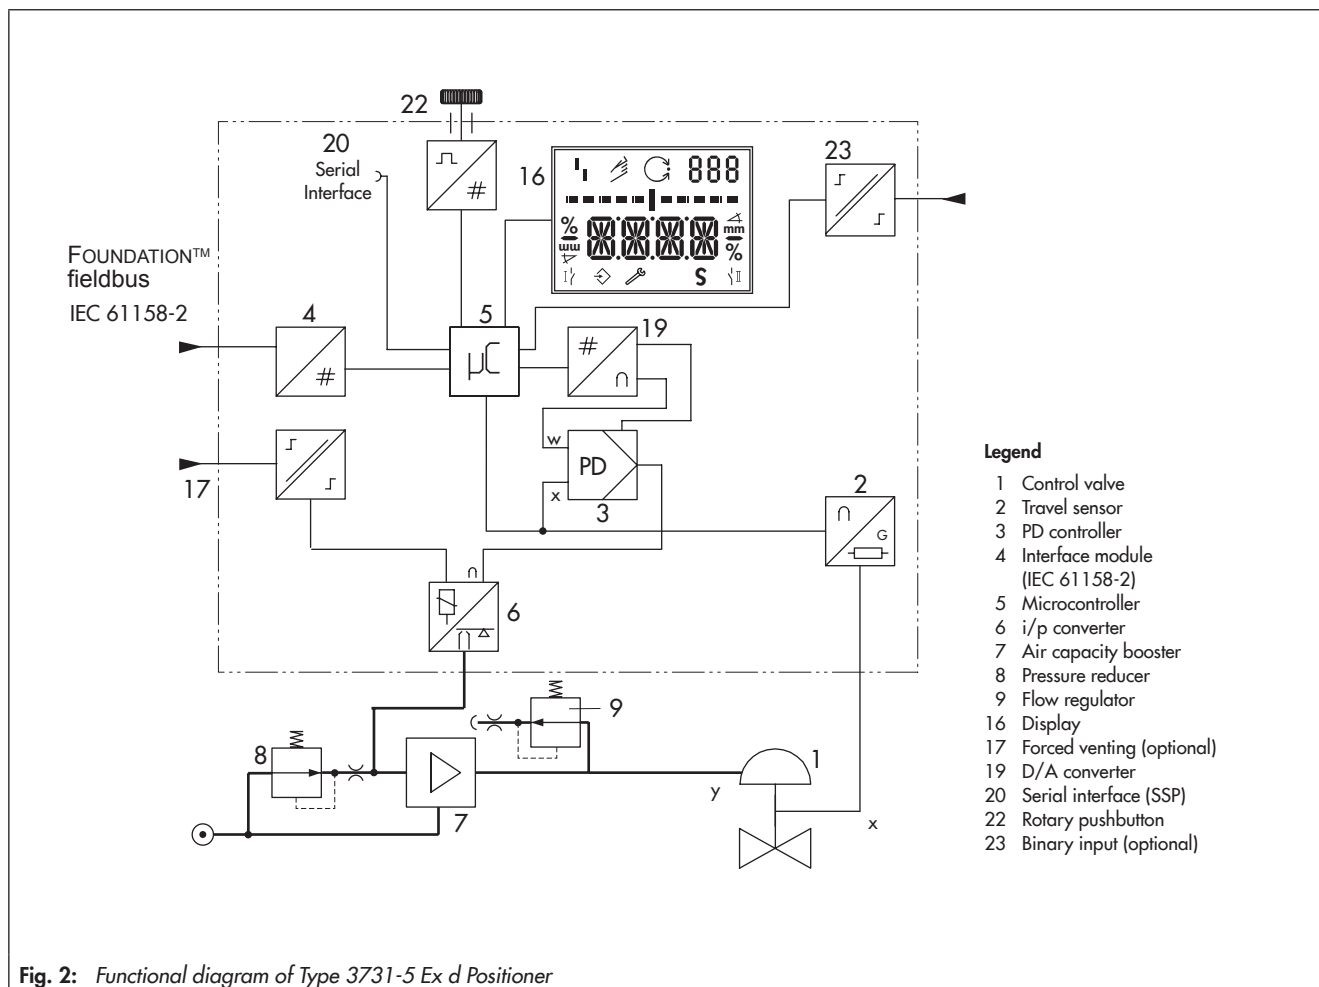 22
20
Serial
Interface
#
16
888
%
mm
mm
%
S
I
II
23
FOUNDATION™
fieldbus
IEC 61158-2
4
#
5
µC
19
#
w
PD
x
3
17
2
G
6
9
8
7
1
y
x
Legend
1 Control valve
2 Travel sensor
3 PD controller
4 Interface module
(IEC 61158-2)
5 Microcontroller
6 i/p converter
7 Air capacity booster
8 Pressure reducer
9 Flow regulator
16 Display
17 Forced venting (optional)
19 D/A converter
20 Serial interface (SSP)
22 Rotary pushbutton
23 Binary input (optional)
Fig. 2: Functional diagram of Type 3731-5 Ex d Positioner